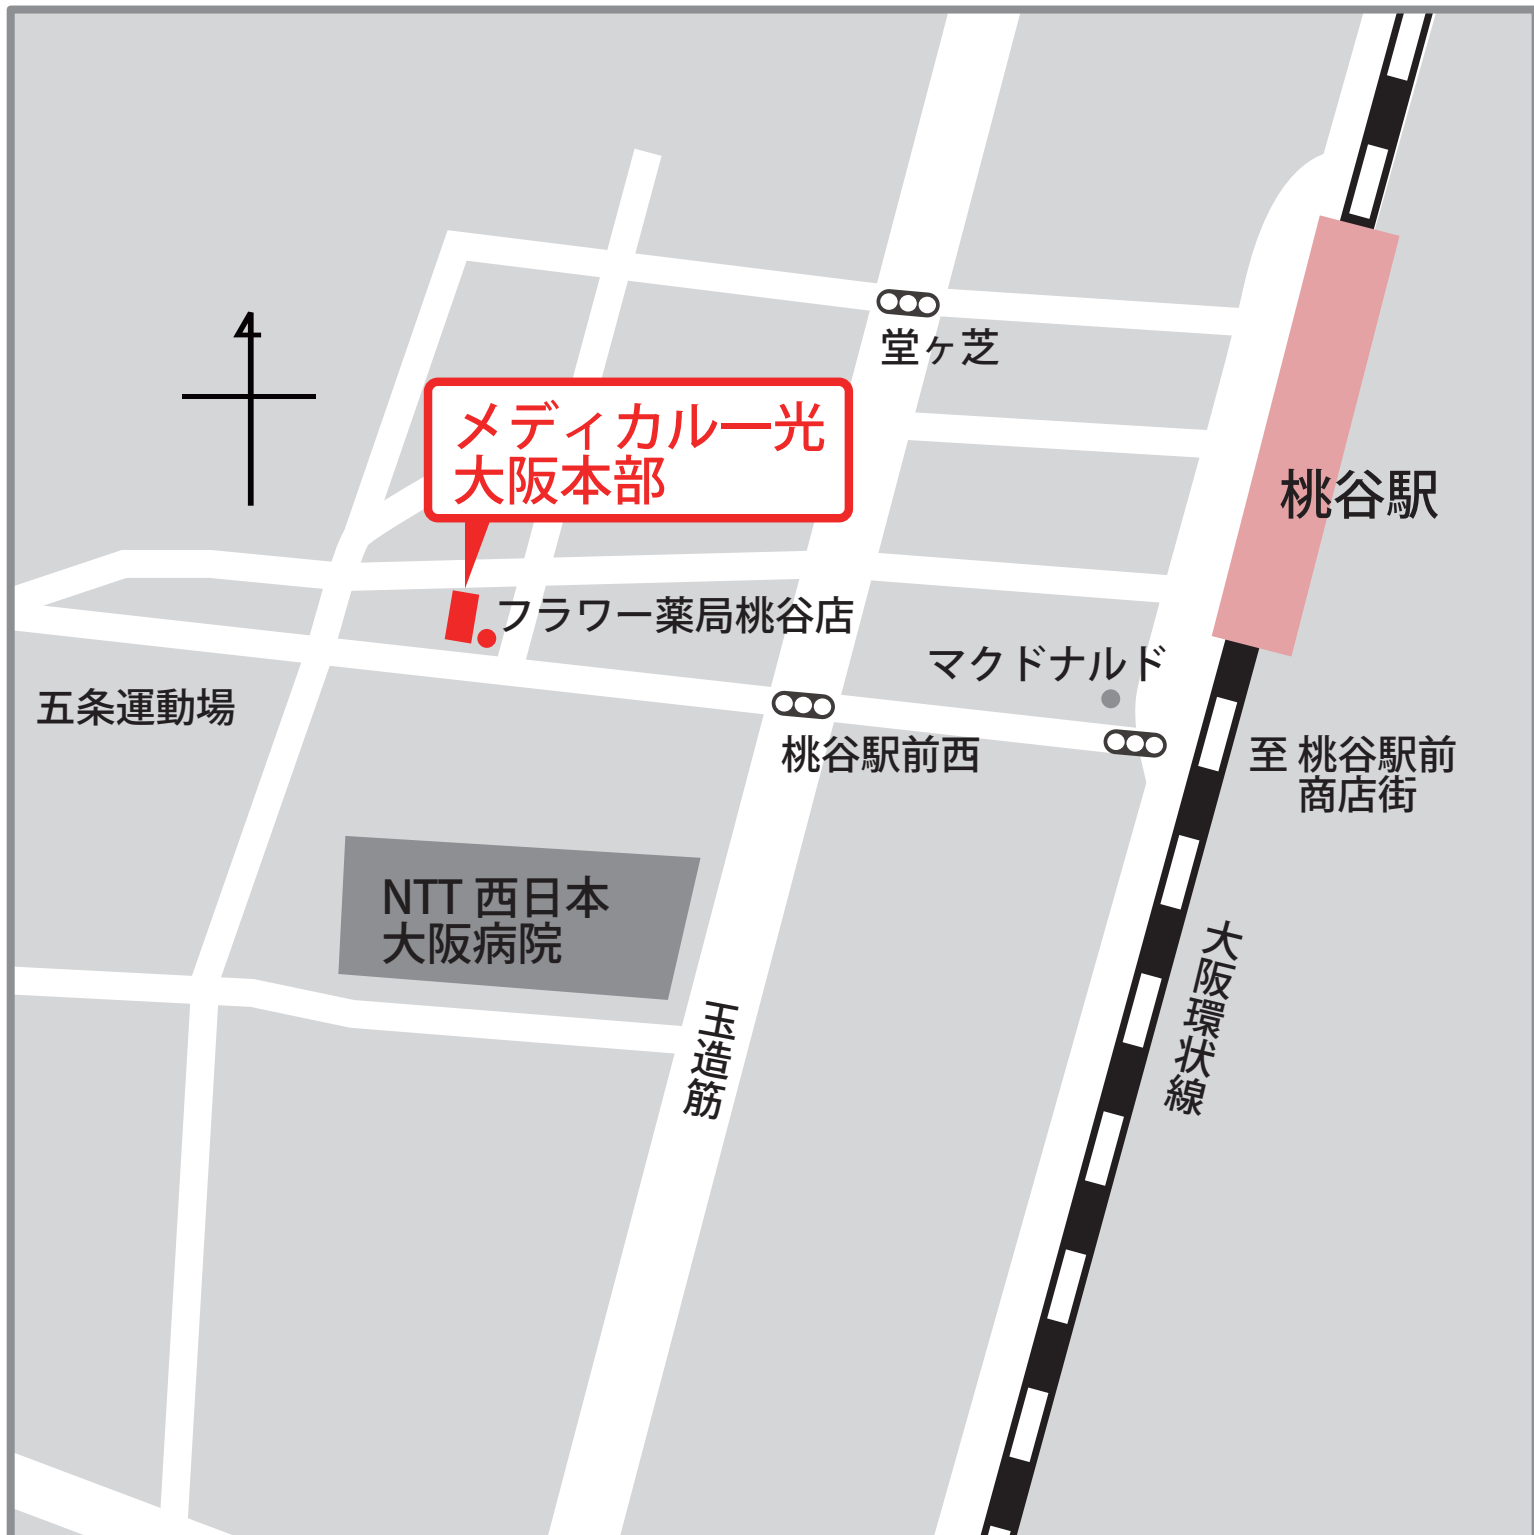 堂ヶ芝
メディカル一光
大阪本部
桃谷駅
フラワー薬局桃谷店
マクドナルド
五条運動場
桃谷駅前西
至 桃谷駅前
商店街
NTT 西日本
大阪病院
大阪環状線
玉造筋